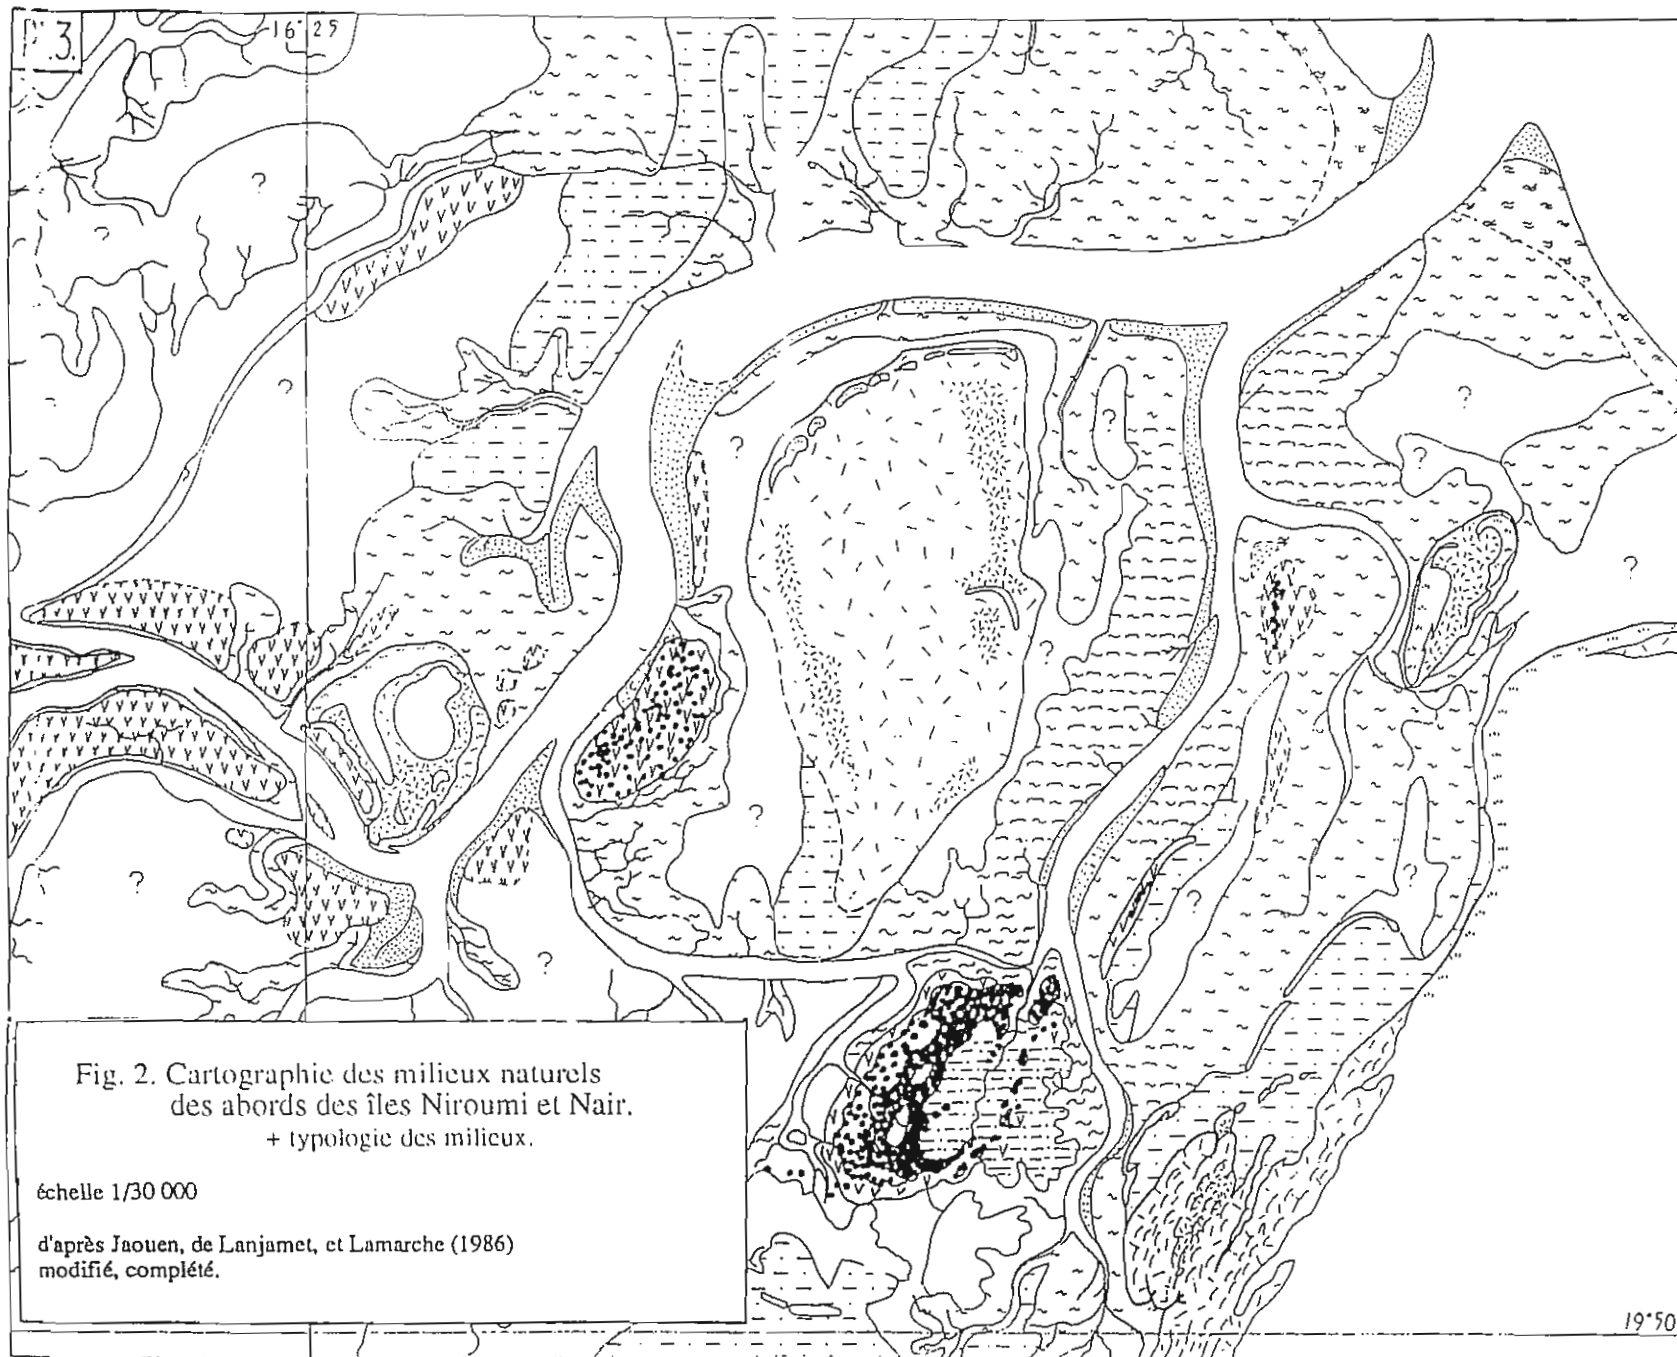 P.3.
16°25
Fig. 2. Cartographie des milieux naturels
des abords des îles Niroumi et Nair.
+ typologie des milieux.
échelle 1/30 000
d'après Jaouen, de Lanjamet, et Lamarche (1986)
modifié, complété.
19°50